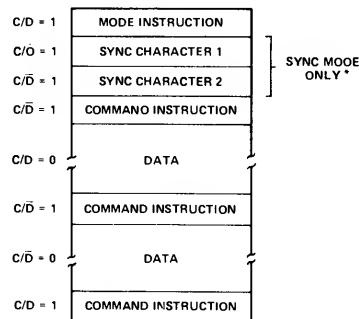 C/D = 1 MODE INSTRUCTION
C/O̅ = 1 SYNC CHARACTER 1
C/D̅ = 1 SYNC CHARACTER 2
SYNC MOOE
ONLY *
C/D̅ = 1 COMMANO INSTRUCTION
C/D = 0 DATA
C/D̅ = 1 COMMAND INSTRUCTION
C/D̅ = 0 DATA
C/D = 1 COMMAND INSTRUCTION